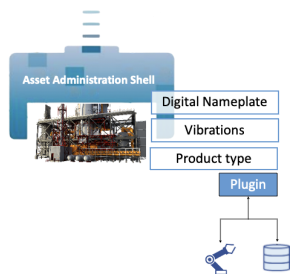 Asset Administration Shell
Digital Nameplate
Vibrations
Product type
Plugin